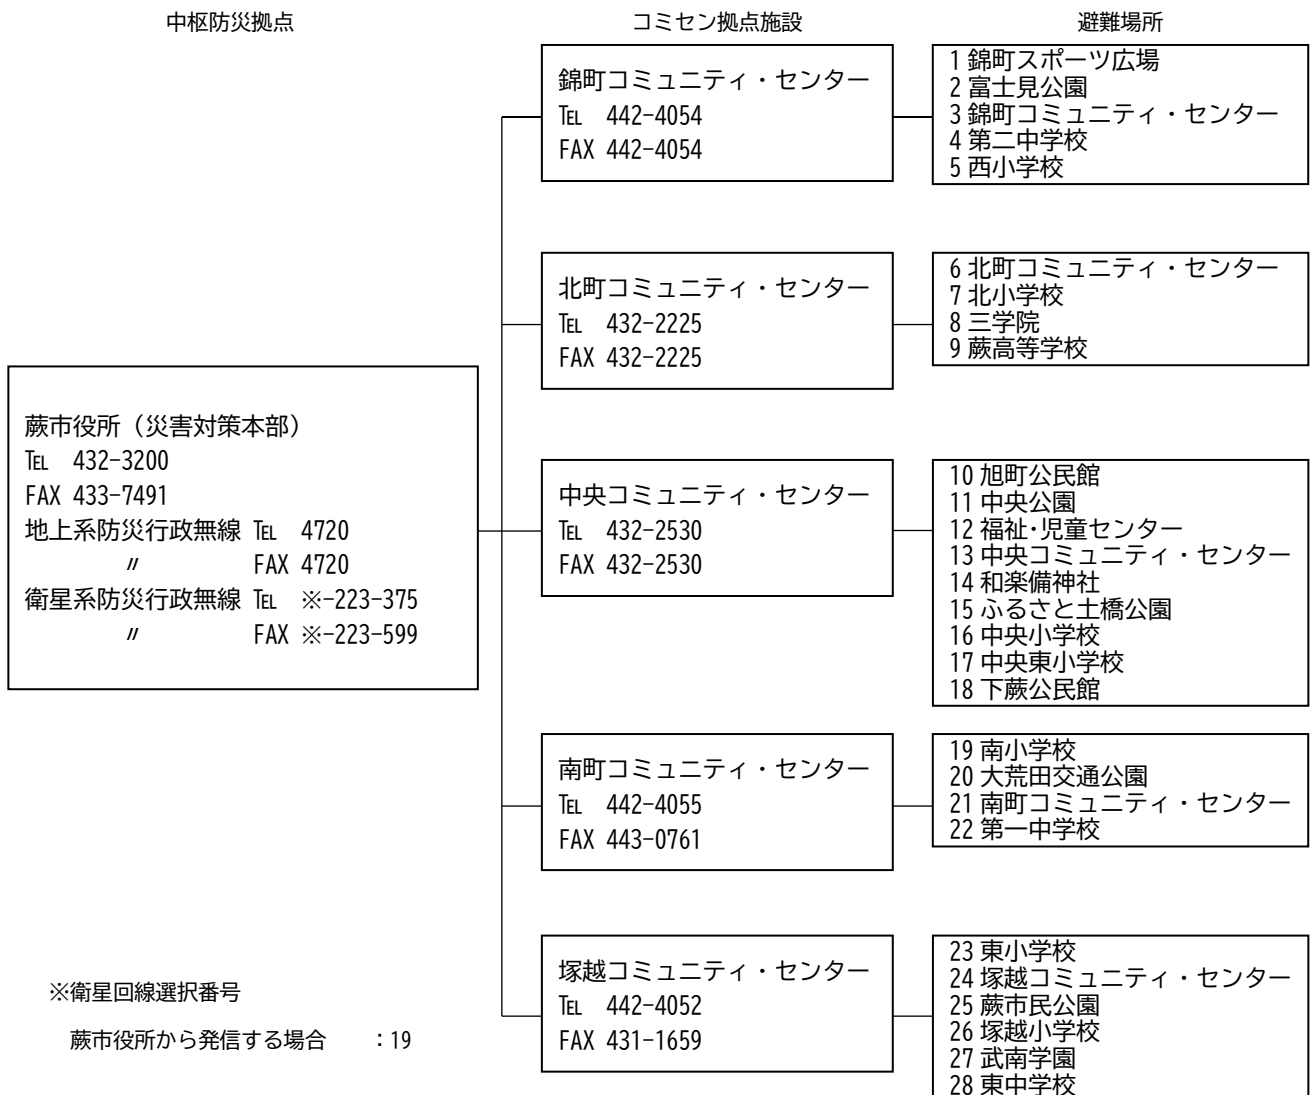 中枢防災拠点
コミセン拠点施設
避難場所
蕨市役所（災害対策本部）
℡ 432-3200
FAX 433-7491
地上系防災行政無線 ℡ 4720
〃 FAX 4720
衛星系防災行政無線 ℡ ※-223-375
〃 FAX ※-223-599
※衛星回線選択番号
蕨市役所から発信する場合 ：19
錦町コミュニティ・センター
℡ 442-4054
FAX 442-4054
1 錦町スポーツ広場
2 富士見公園
3 錦町コミュニティ・センター
4 第二中学校
5 西小学校
北町コミュニティ・センター
℡ 432-2225
FAX 432-2225
6 北町コミュニティ・センター
7 北小学校
8 三学院
9 蕨高等学校
中央コミュニティ・センター
℡ 432-2530
FAX 432-2530
10 旭町公民館
11 中央公園
12 福祉･児童センター
13 中央コミュニティ・センター
14 和楽備神社
15 ふるさと土橋公園
16 中央小学校
17 中央東小学校
18 下蕨公民館
南町コミュニティ・センター
℡ 442-4055
FAX 443-0761
19 南小学校
20 大荒田交通公園
21 南町コミュニティ・センター
22 第一中学校
塚越コミュニティ・センター
℡ 442-4052
FAX 431-1659
23 東小学校
24 塚越コミュニティ・センター
25 蕨市民公園
26 塚越小学校
27 武南学園
28 東中学校